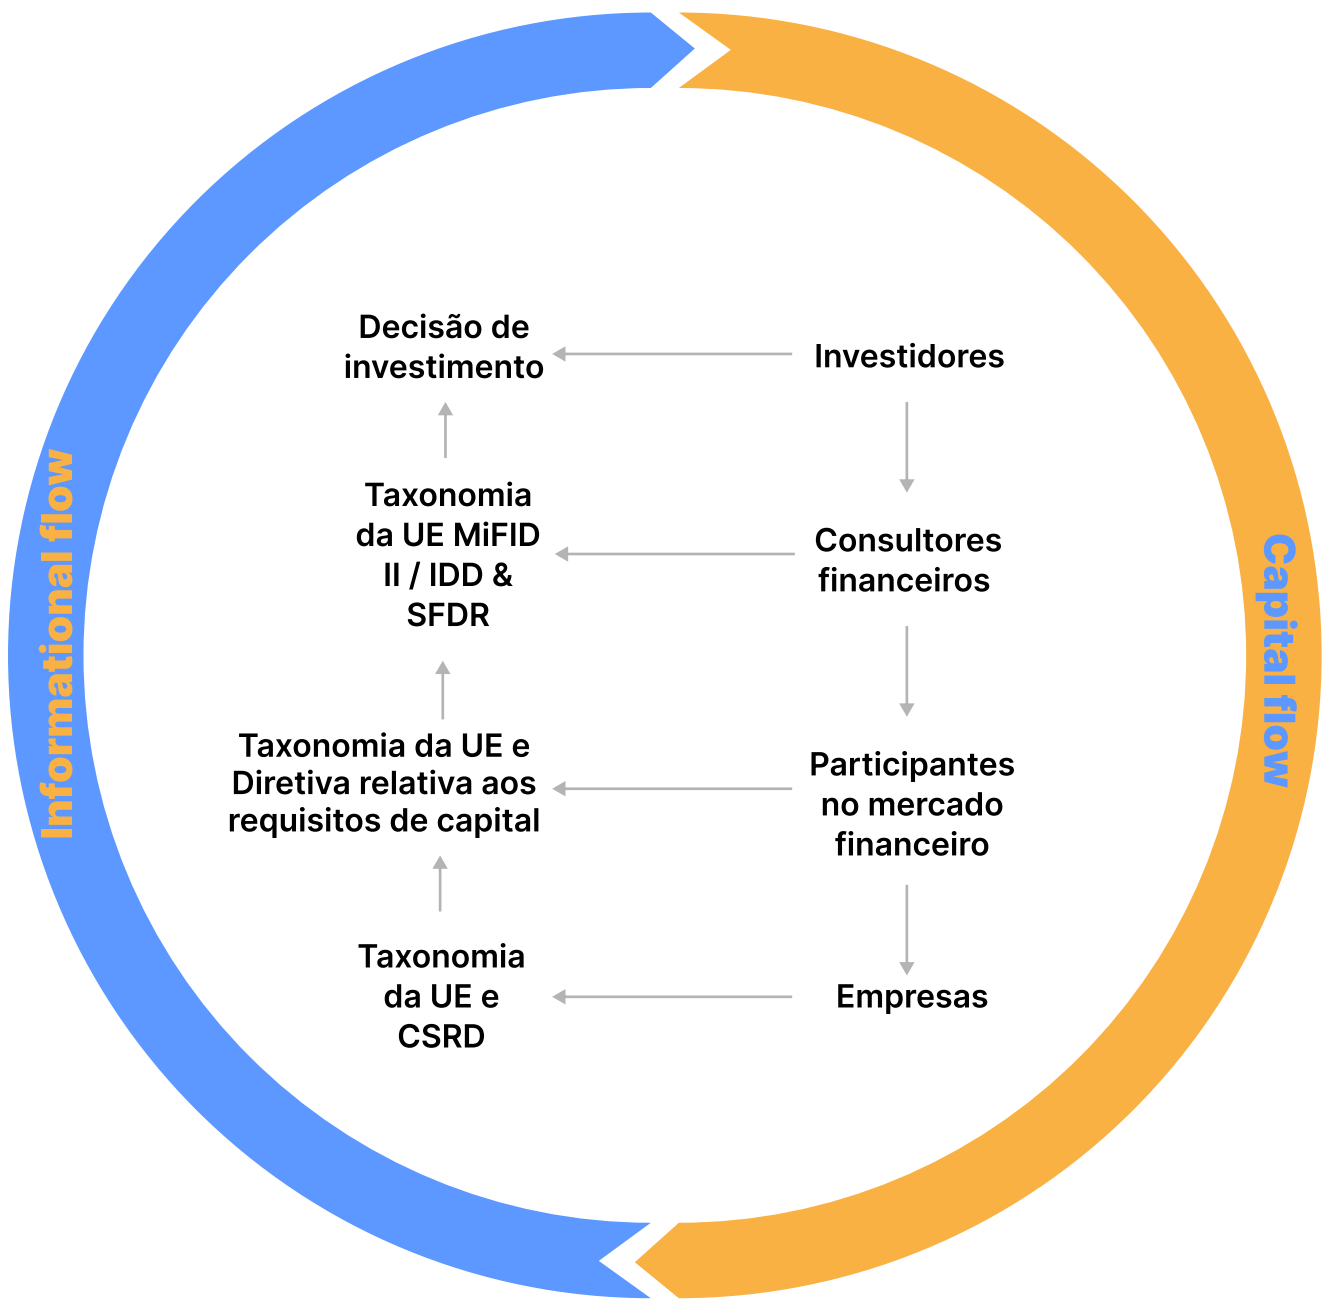 Decisão de
investimento
Investidores
Taxonomia
da UE MiFID
II / IDD &
SFDR
Consultores
financeiros
Taxonomia da UE e
Diretiva relativa aos
requisitos de capital
Participantes
no mercado
financeiro
Taxonomia
da UE e
CSRD
Empresas
Informational flow
Capital flow